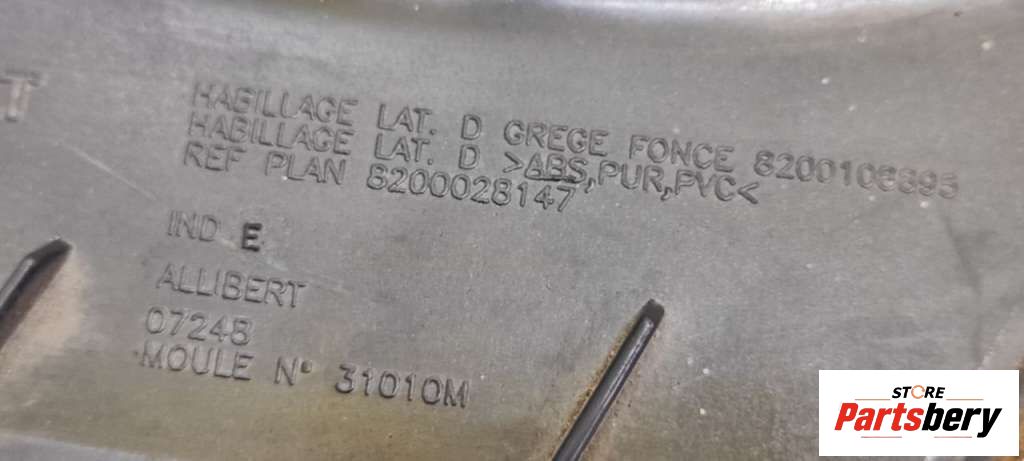 T
HABILLAGE LAT. D GREGE FONCE
HABILLAGE LAT. D >ABS,PUR,PVC<
REF PLAN 8200028147
IND E
ALLIBERT
07248
MOULE N° 31010M
STORE
Partsbery